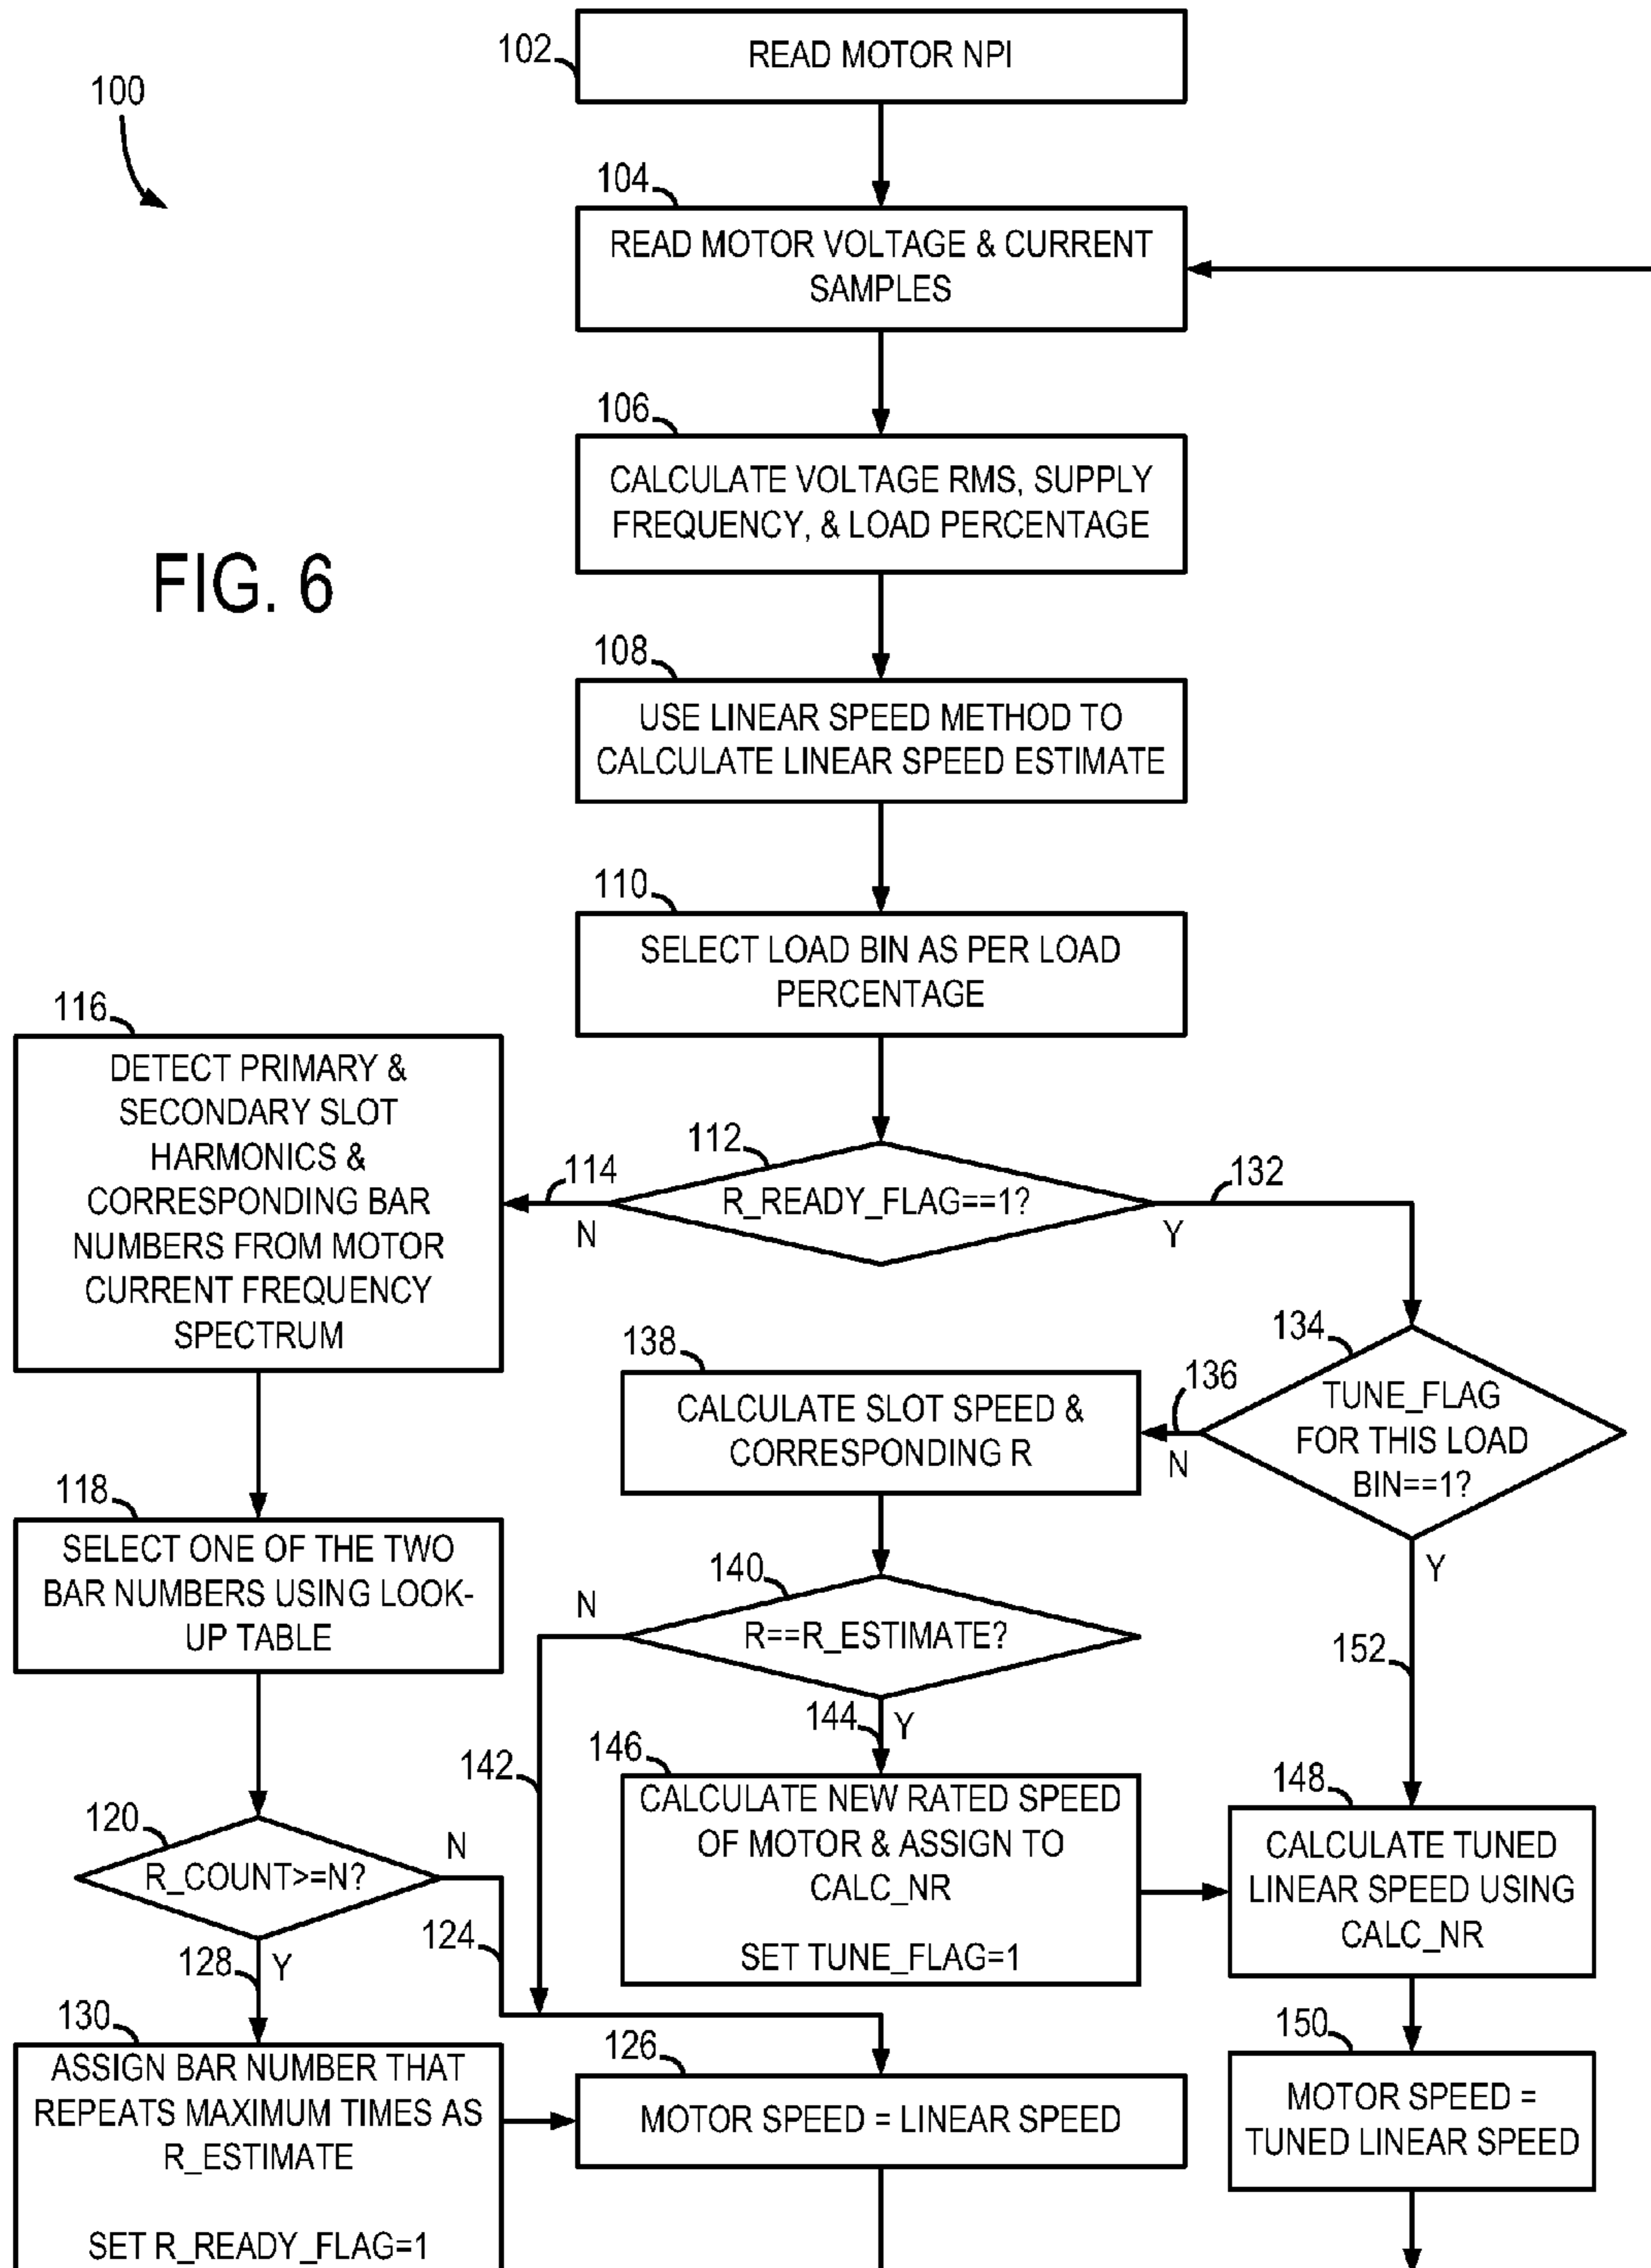 102
READ MOTOR NPI
100
104
READ MOTOR VOLTAGE & CURRENT
SAMPLES
106
CALCULATE VOLTAGE RMS, SUPPLY
FREQUENCY, & LOAD PERCENTAGE
FIG. 6
108
USE LINEAR SPEED METHOD TO
CALCULATE LINEAR SPEED ESTIMATE
110
SELECT LOAD BIN AS PER LOAD
PERCENTAGE
116
DETECT PRIMARY &
SECONDARY SLOT
HARMONICS &
CORRESPONDING BAR
NUMBERS FROM MOTOR
CURRENT FREQUENCY
SPECTRUM
112
R_READY_FLAG==1?
114
N
132
Y
134
TUNE_FLAG
FOR THIS LOAD
BIN==1?
136
N
Y
138
CALCULATE SLOT SPEED &
CORRESPONDING R
118
SELECT ONE OF THE TWO
BAR NUMBERS USING LOOK-
UP TABLE
140
R==R_ESTIMATE?
N
144
Y
152
142
146
CALCULATE NEW RATED SPEED
OF MOTOR & ASSIGN TO
CALC_NR
SET TUNE_FLAG=1
148
CALCULATE TUNED
LINEAR SPEED USING
CALC_NR
120
R_COUNT>=N?
N
124
128
Y
130
ASSIGN BAR NUMBER THAT
REPEATS MAXIMUM TIMES AS
R_ESTIMATE
SET R_READY_FLAG=1
126
MOTOR SPEED = LINEAR SPEED
150
MOTOR SPEED =
TUNED LINEAR SPEED